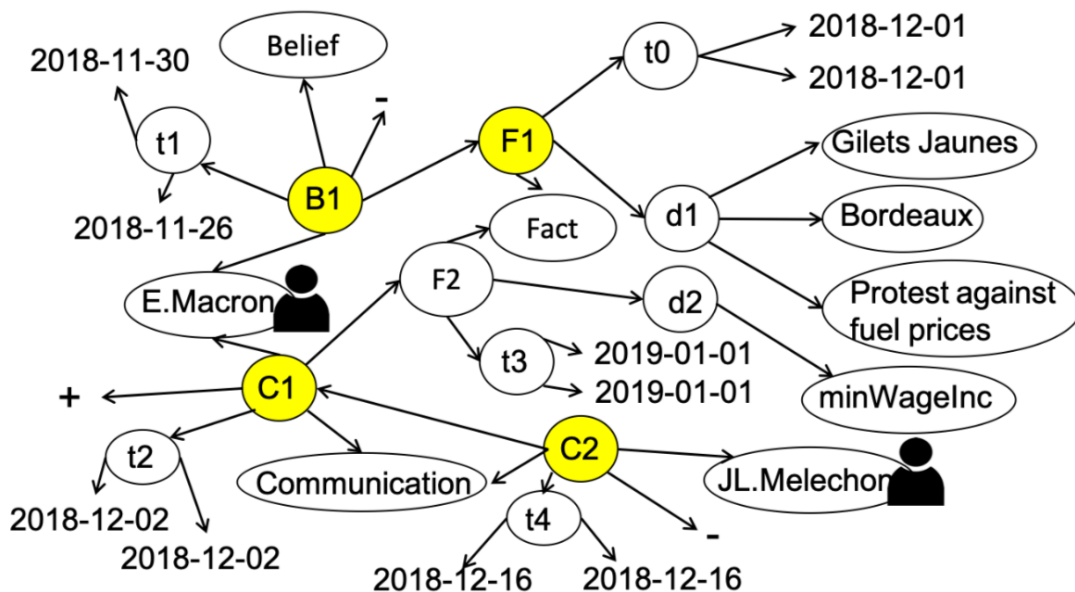 2018-12-01
Belief
t0
2018-11-30
2018-12-01
-
t1
F1
Gilets Jaunes
B1
d1
Bordeaux
2018-11-26
Fact
F2
E.Macron
d2
Protest against
fuel prices
t3
2019-01-01
2019-01-01
+
C1
minWageInc
t2
C2
Communication
JL.Melechon
2018-12-02
t4
-
2018-12-02
2018-12-16
2018-12-16